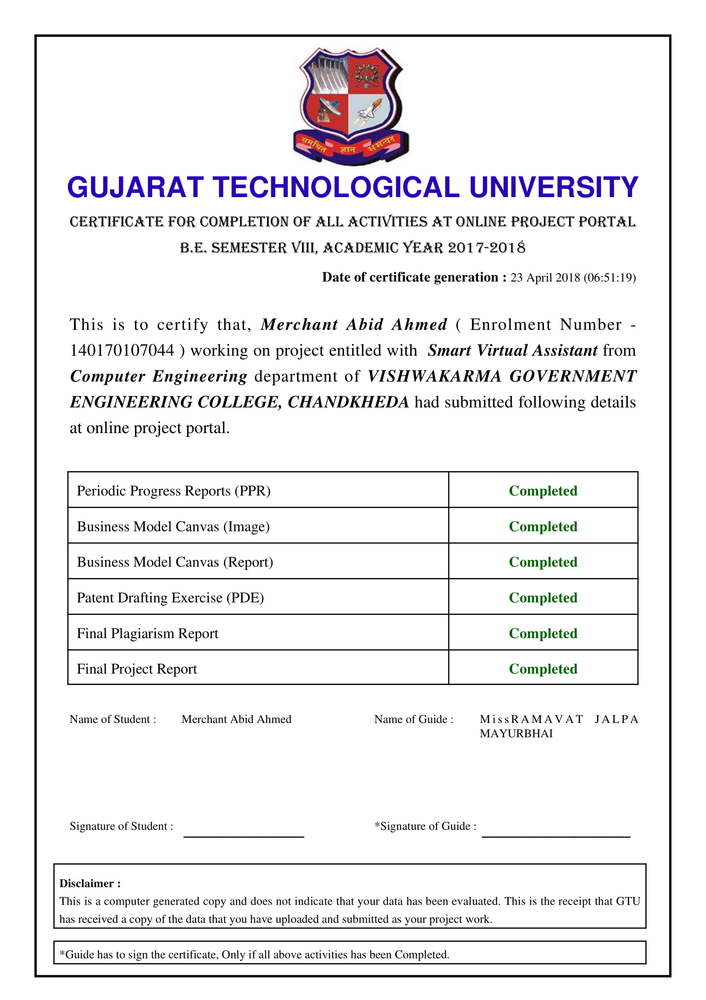 समुचित ज्ञान समन्वय
GUJARAT TECHNOLOGICAL UNIVERSITY
CERTIFICATE FOR COMPLETION OF ALL ACTIVITIES AT ONLINE PROJECT PORTAL
B.E. SEMESTER VIII, ACADEMIC YEAR 2017-2018
Date of certificate generation : 23 April 2018 (06:51:19)
This is to certify that, Merchant Abid Ahmed ( Enrolment Number -
140170107044 ) working on project entitled with Smart Virtual Assistant from
Computer Engineering department of VISHWAKARMA GOVERNMENT
ENGINEERING COLLEGE, CHANDKHEDA had submitted following details
at online project portal.
Periodic Progress Reports (PPR) Completed
Business Model Canvas (Image) Completed
Business Model Canvas (Report) Completed
Patent Drafting Exercise (PDE) Completed
Final Plagiarism Report Completed
Final Project Report Completed
Name of Student : Merchant Abid Ahmed Name of Guide : MissRAMAVAT JALPA
MAYURBHAI
Signature of Student : *Signature of Guide :
Disclaimer :
This is a computer generated copy and does not indicate that your data has been evaluated. This is the receipt that GTU
has received a copy of the data that you have uploaded and submitted as your project work.
*Guide has to sign the certificate, Only if all above activities has been Completed.